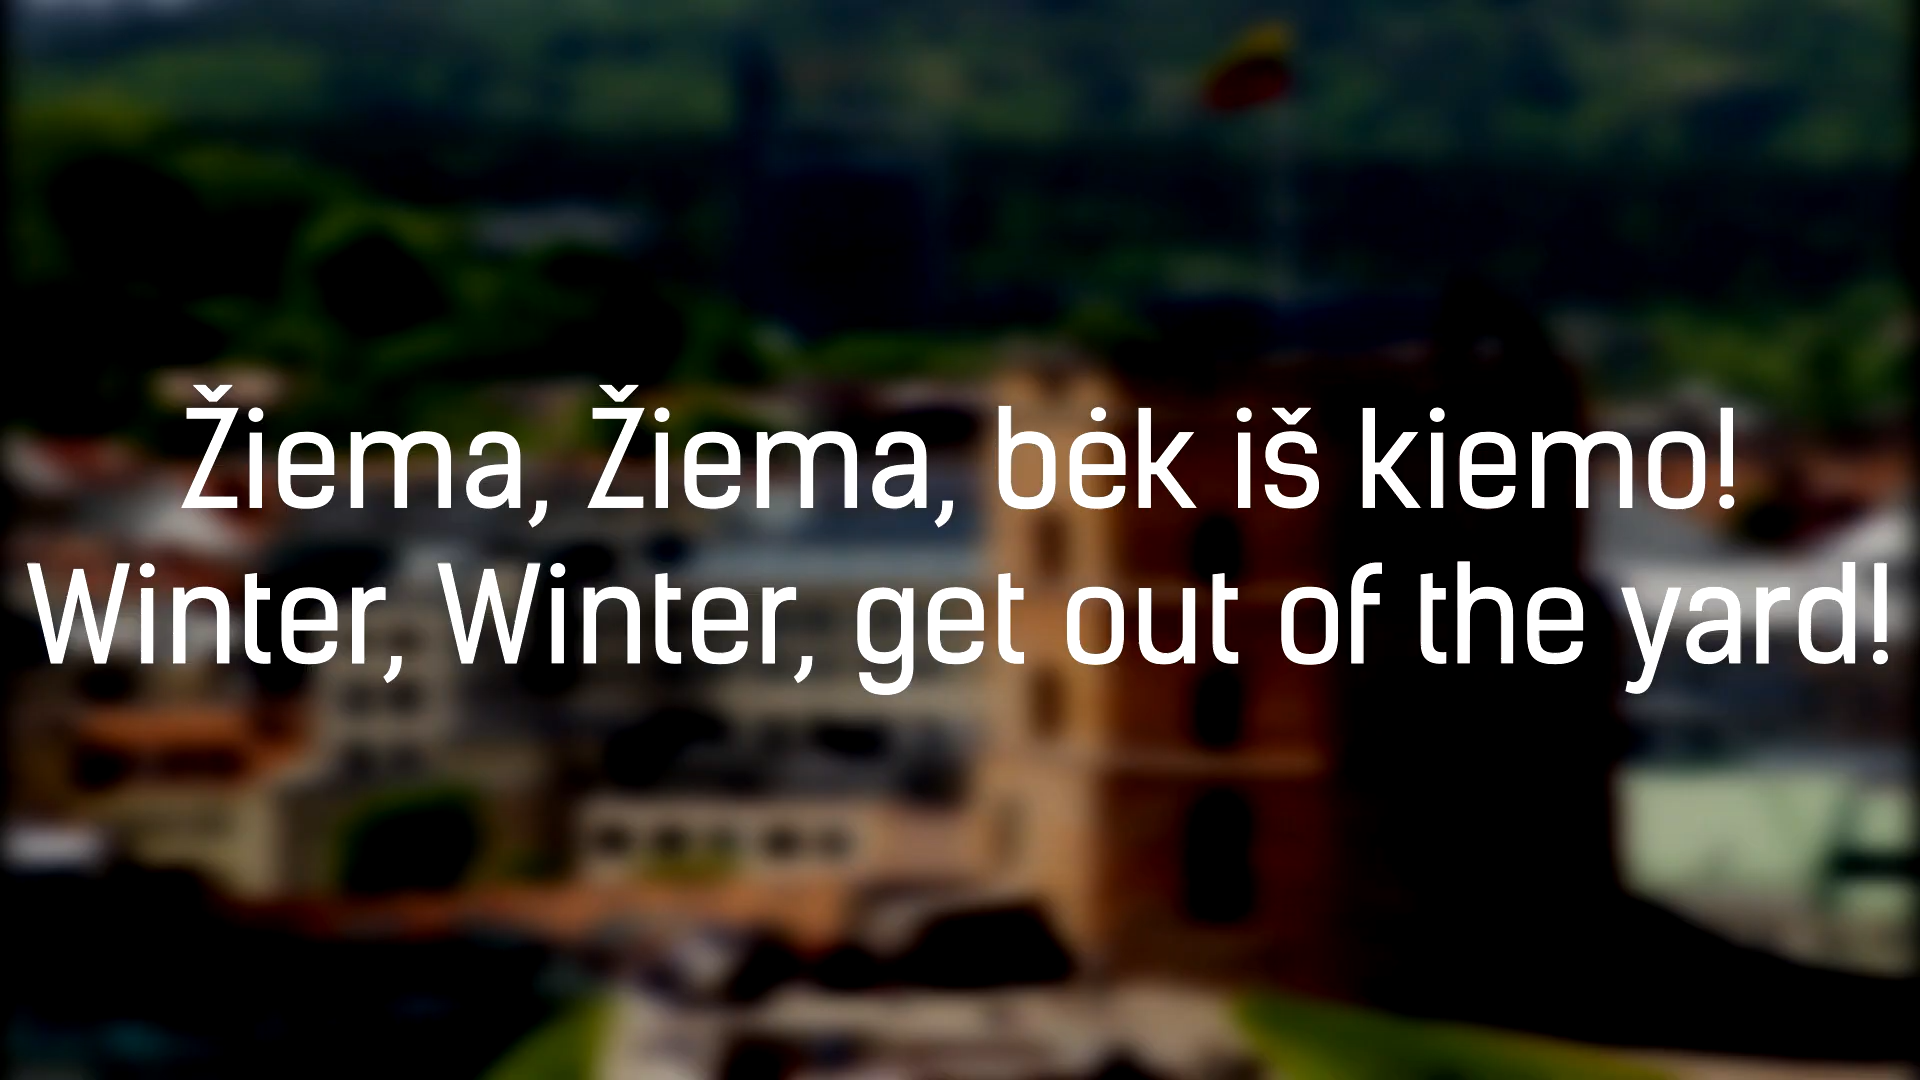 Žiema, Žiema, bėk iš kiemo!
Winter, Winter, get out of the yard!